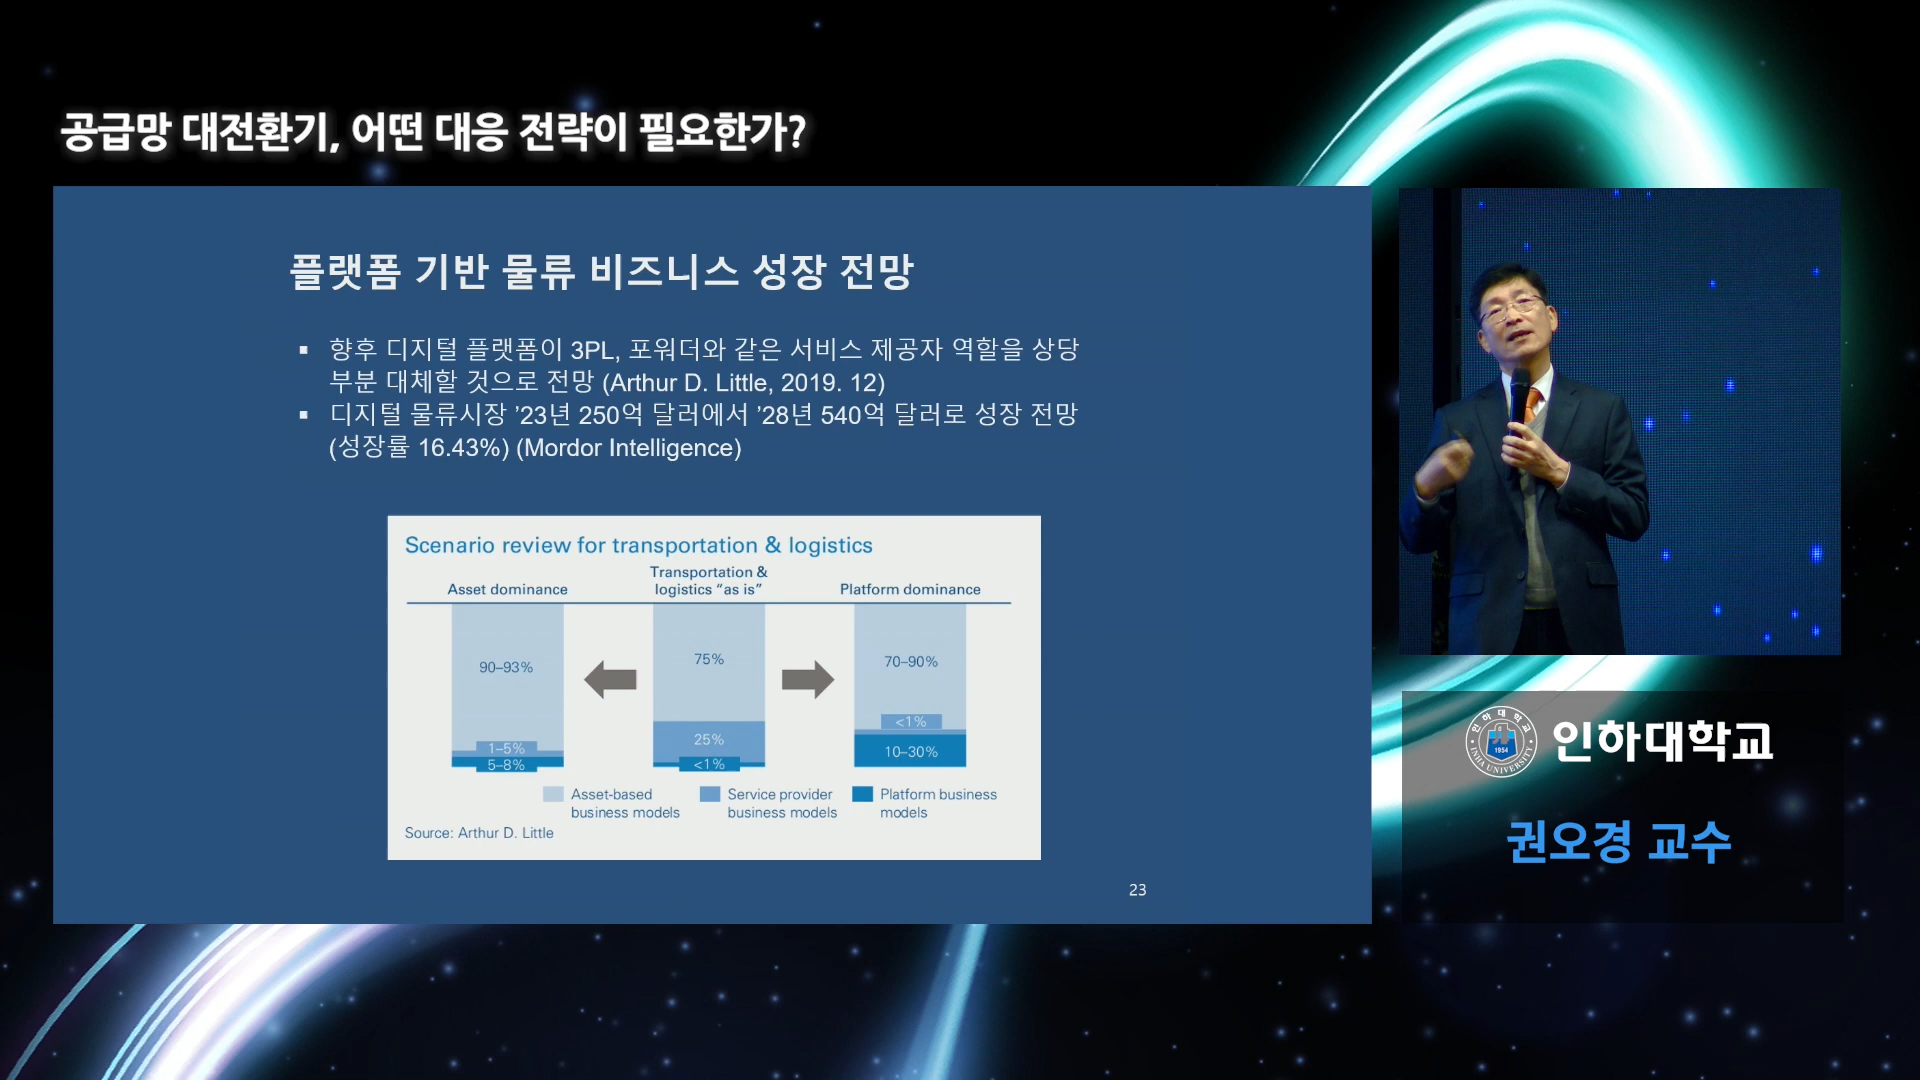 공급망 대전환기, 어떤 대응 전략이 필요한가?
플랫폼 기반 물류 비즈니스 성장 전망
▪ 향후 디지털 플랫폼이 3PL, 포워더와 같은 서비스 제공자 역할을 상당
부분 대체할 것으로 전망 (Arthur D. Little, 2019. 12)
▪ 디지털 물류시장 ’23년 250억 달러에서 ’28년 540억 달러로 성장 전망
(성장률 16.43%) (Mordor Intelligence)
Scenario review for transportation & logistics
Asset dominance
Transportation &
logistics “as is”
Platform dominance
90–93%
1–5%
5–8%
75%
25%
<1%
70–90%
<1%
10–30%
Asset-based
business models
Service provider
business models
Platform business
models
Source: Arthur D. Little
23
인하대학교
INHA UNIVERSITY
1954
인하대학교
권오경 교수